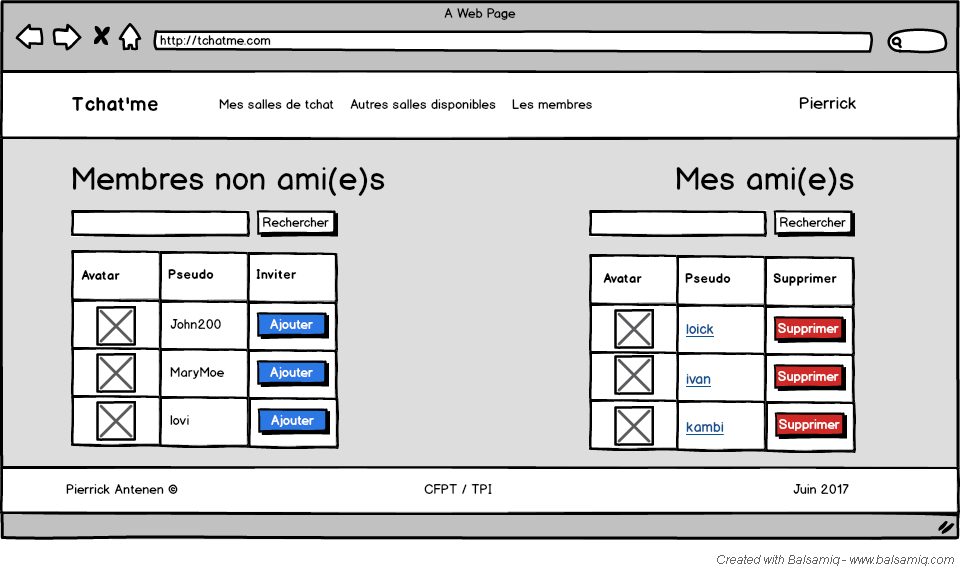 A Web Page
http://tchatme.com
Tchat'me Mes salles de tchat Autres salles disponibles Les membres Pierrick
Membres non ami(e)s
Rechercher
Avatar Pseudo Inviter
John200 Ajouter
MaryMoe Ajouter
lovi Ajouter
Mes ami(e)s
Rechercher
Avatar Pseudo Supprimer
loick Supprimer
ivan Supprimer
kambi Supprimer
Pierrick Antenen © CFPT / TPI Juin 2017
Created with Balsamiq - www.balsamiq.com